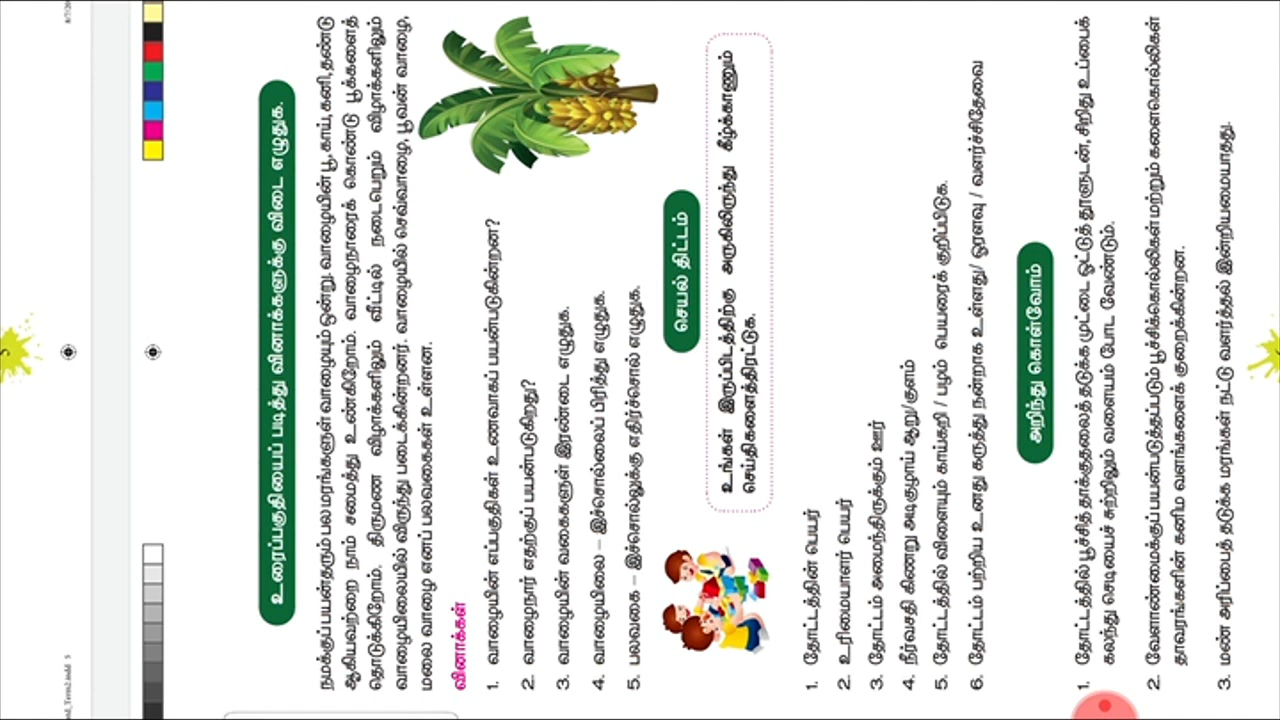 உரைப்பகுதியைப் படித்து வினாக்களுக்கு விடை எழுதுக.
நமக்குப் பயன்தரும் பல மரங்களுள் வாழையும் ஒன்று. வாழையின் பூ, காய், கனி, தண்டு
ஆகியவற்றை நாம் சமைத்து உண்கிறோம். வாழைநாரைக் கொண்டு பூக்களைத்
தொடுக்கிறோம். திருமண விழாக்களிலும் வீட்டில் நடைபெறும் விழாக்களிலும்
வாழையிலையில் விருந்து படைக்கின்றனர். வாழையில் செவ்வாழை, பூவன் வாழை,
மலை வாழை எனப் பலவகைகள் உள்ளன.
வினாக்கள்
1. வாழையின் எப்பகுதிகள் உணவாகப் பயன்படுகின்றன?
2. வாழைநார் எதற்குப் பயன்படுகிறது?
3. வாழையின் வகைகளுள் இரண்டை எழுதுக.
4. வாழையிலை – இச்சொல்லைப் பிரித்து எழுதுக.
5. பலவகை – இச்சொல்லுக்கு எதிர்ச்சொல் எழுதுக.
செயல் திட்டம்
உங்கள் இருப்பிடத்திற்கு அருகிலிருந்து கீழ்க்காணும்
செய்திகளைத்திரட்டுக.
1. தோட்டத்தின் பெயர்
2. உரிமையாளர் பெயர்
3. தோட்டம் அமைந்திருக்கும் ஊர்
4. நீர்வசதி கிணறு அடிகுழாய் ஆறு/குளம்
5. தோட்டத்தில் விளையும் காய்கறி / பழம் பெயரைக் குறிப்பிடுக.
6. தோட்டம் பற்றிய உனது கருத்து நன்றாக உள்ளது/ ஓரளவு / வளர்ச்சிதேவை
அறிந்து கொள்வோம்
1. தோட்டத்தில் பூச்சித் தாக்குதலைத் தடுக்க முட்டை ஓட்டுத் தூளுடன், சிறிது உப்பைக்
கலந்து செடியைச் சுற்றிலும் வளையம் போட வேண்டும்.
2. வேளாண்மைக்குப் பயன்படுத்தப்படும் பூச்சிக்கொல்லிகள் மற்றும் களைகொல்லிகள்
தாவரங்களின் கனிம வளங்களைக் குறைக்கின்றன.
3. மண் அரிப்பைத் தடுக்க மரங்கள் நட்டு வளர்த்தல் இன்றியமையாதது.